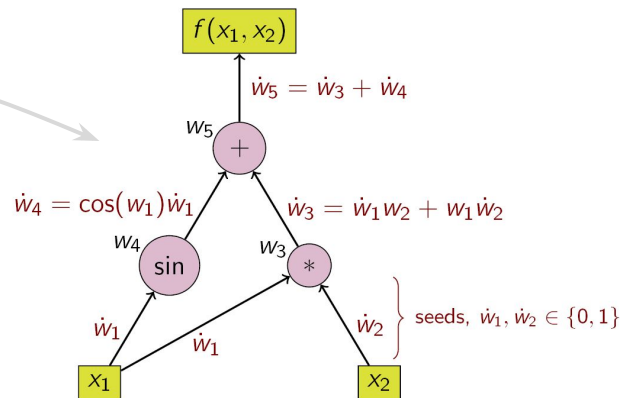 f(x₁, x₂)
ẇ₅ = ẇ₃ + ẇ₄
w₅
+
ẇ₄ = cos(w₁)ẇ₁
ẇ₃ = ẇ₁w₂ + w₁ẇ₂
w₄
w₃
sin
*
ẇ₁
ẇ₁
ẇ₂
seeds, ẇ₁, ẇ₂ ∈ {0, 1}
x₁
x₂